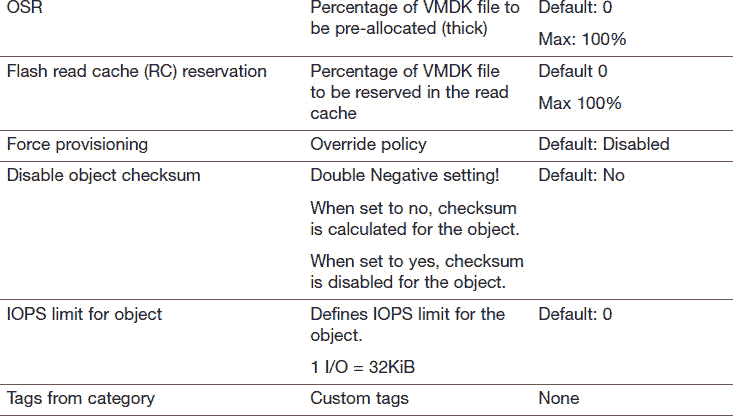 OSR
Percentage of VMDK file to
be pre-allocated (thick)
Default: 0
Max: 100%
Flash read cache (RC) reservation
Percentage of VMDK file
to be reserved in the read
cache
Default 0
Max 100%
Force provisioning
Override policy
Default: Disabled
Disable object checksum
Double Negative setting!
When set to no, checksum
is calculated for the object.
When set to yes, checksum
is disabled for the object.
Default: No
IOPS limit for object
Defines IOPS limit for the
object.
1 I/O = 32KiB
Default: 0
Tags from category
Custom tags
None